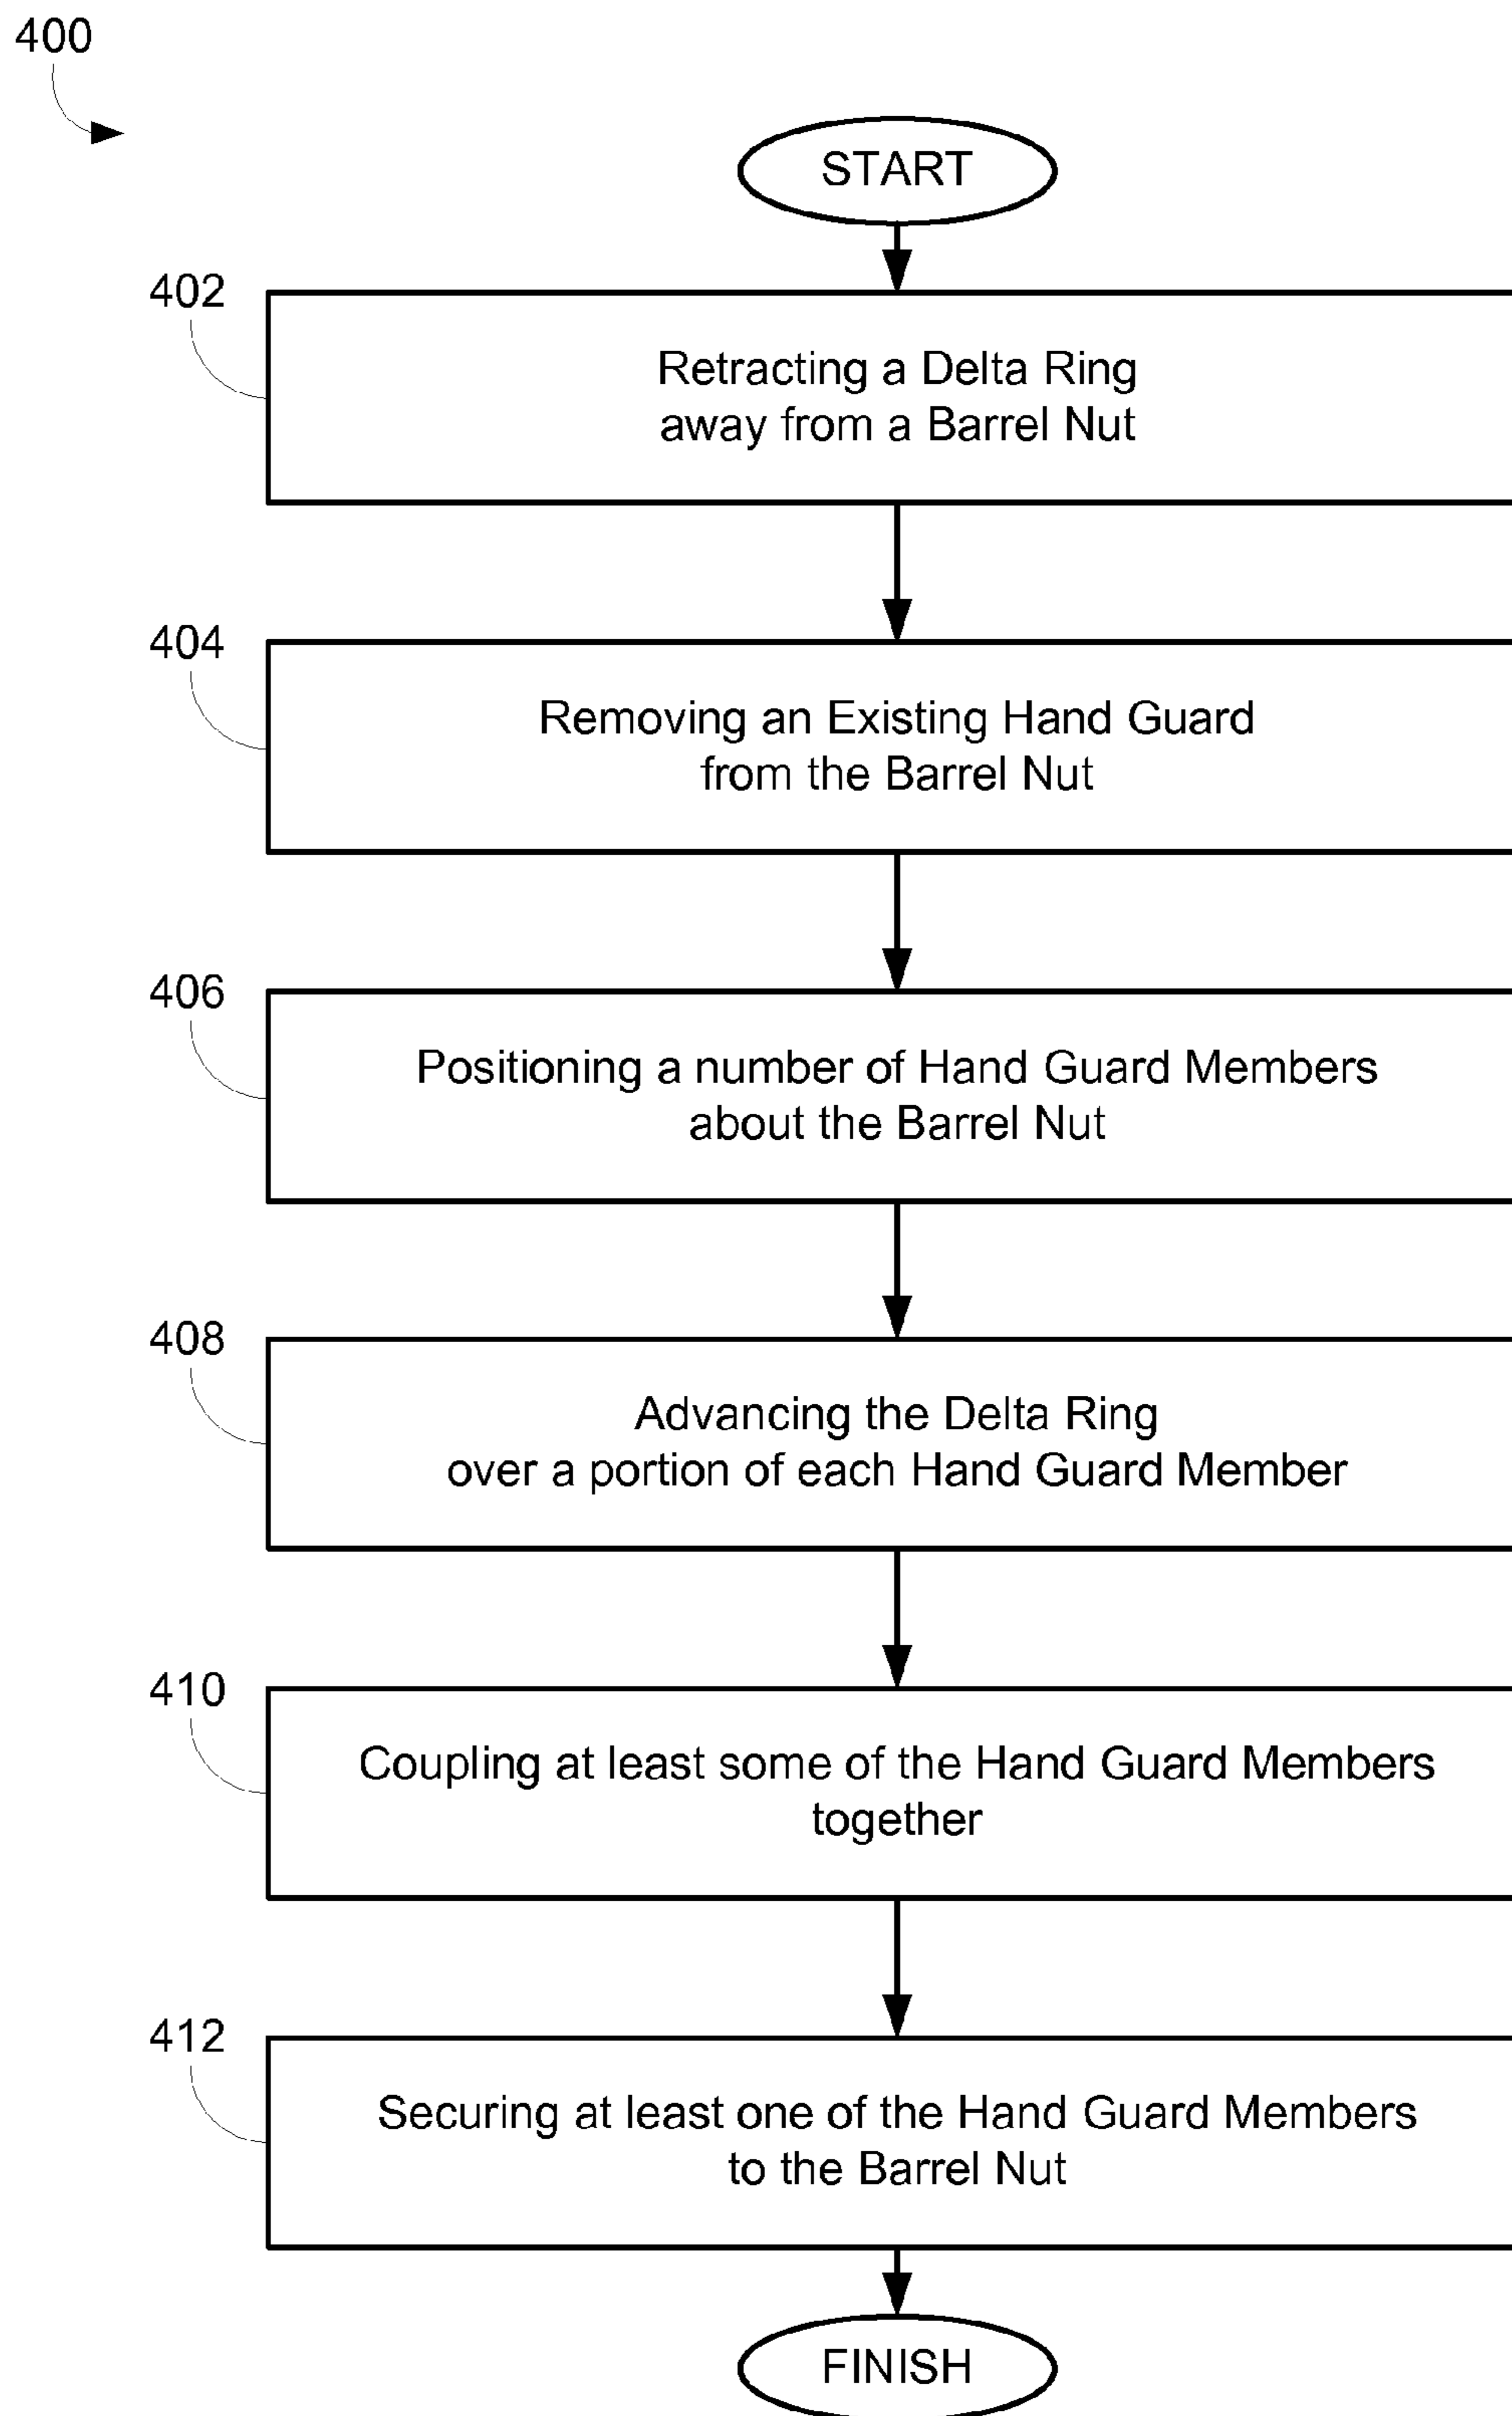 400
START
402
Retracting a Delta Ring
away from a Barrel Nut
404
Removing an Existing Hand Guard
from the Barrel Nut
406
Positioning a number of Hand Guard Members
about the Barrel Nut
408
Advancing the Delta Ring
over a portion of each Hand Guard Member
410
Coupling at least some of the Hand Guard Members
together
412
Securing at least one of the Hand Guard Members
to the Barrel Nut
FINISH